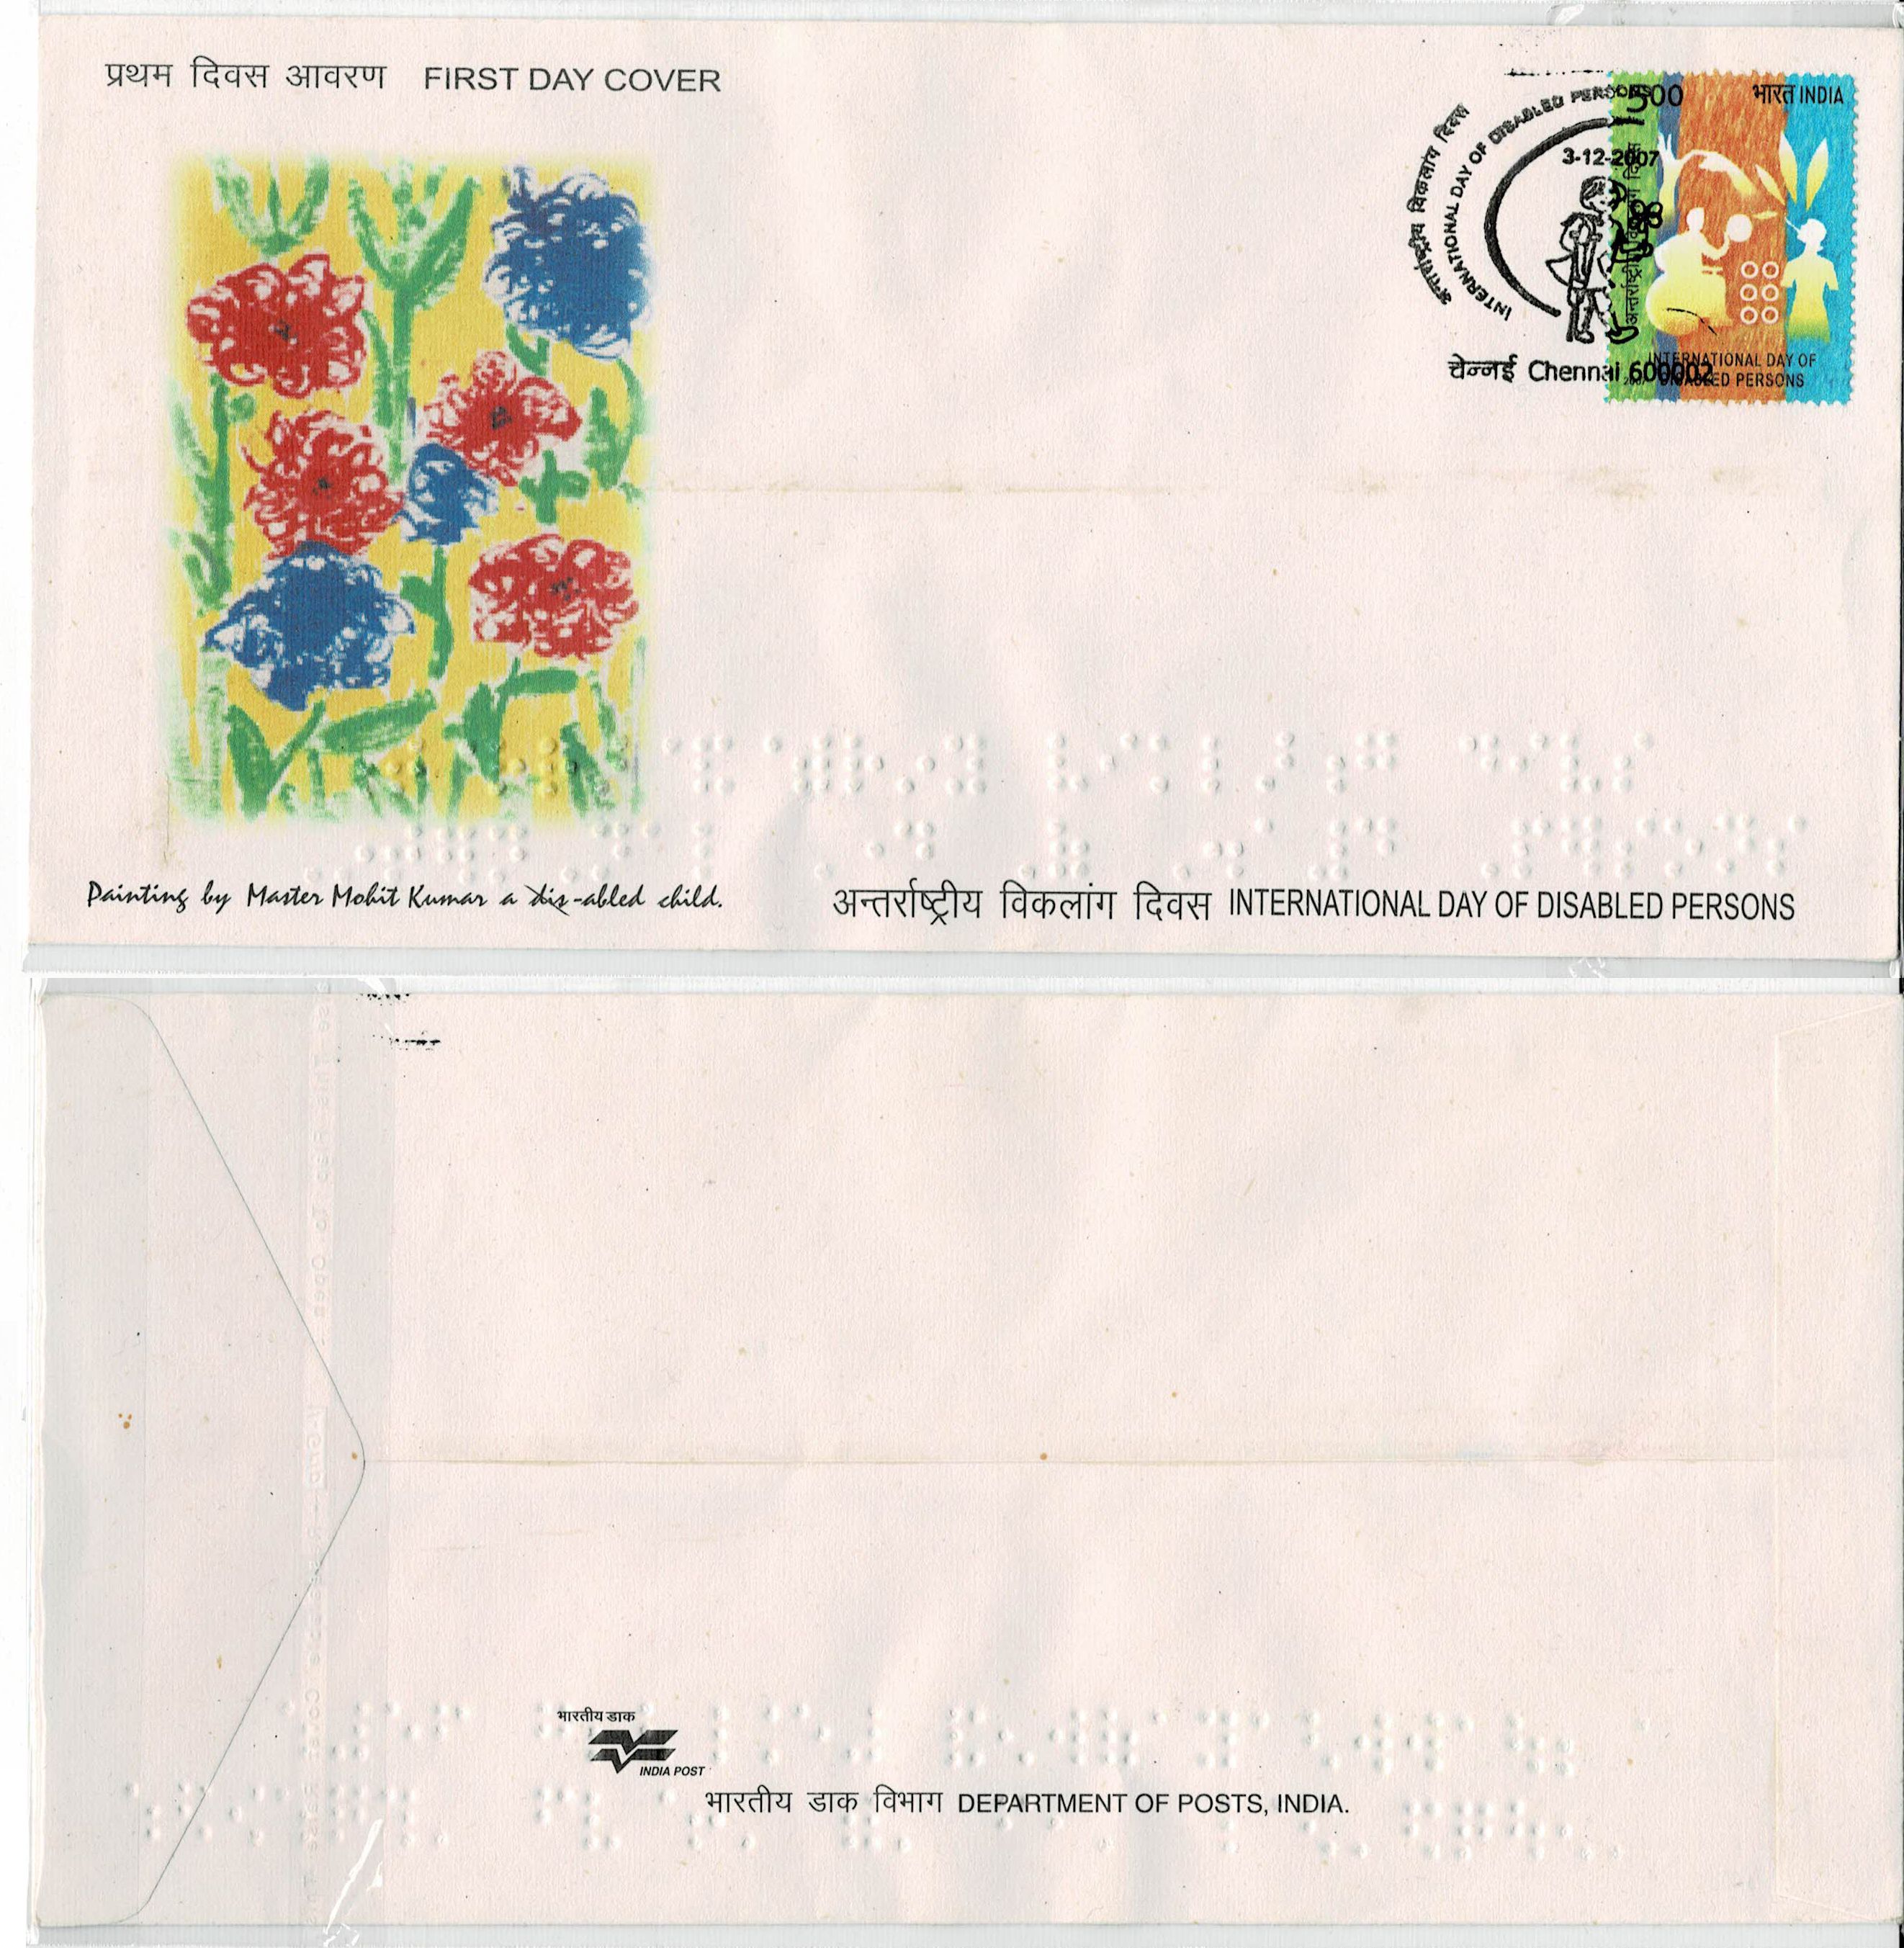 प्रथम दिवस आवरण FIRST DAY COVER
अन्तर्राष्ट्रीय विकलांग दिवस
INTERNATIONAL DAY OF DISABLED PERSONS
3-12-2007
चेन्नई Chennai 600002
500 भारत INDIA
अन्तर्राष्ट्रीय विकलांग दिवस
INTERNATIONAL DAY OF
DISABLED PERSONS
2007
Painting by Master Mohit Kumar a dis-abled child.
अन्तर्राष्ट्रीय विकलांग दिवस INTERNATIONAL DAY OF DISABLED PERSONS
भारतीय डाक
INDIA POST
भारतीय डाक विभाग DEPARTMENT OF POSTS, INDIA.